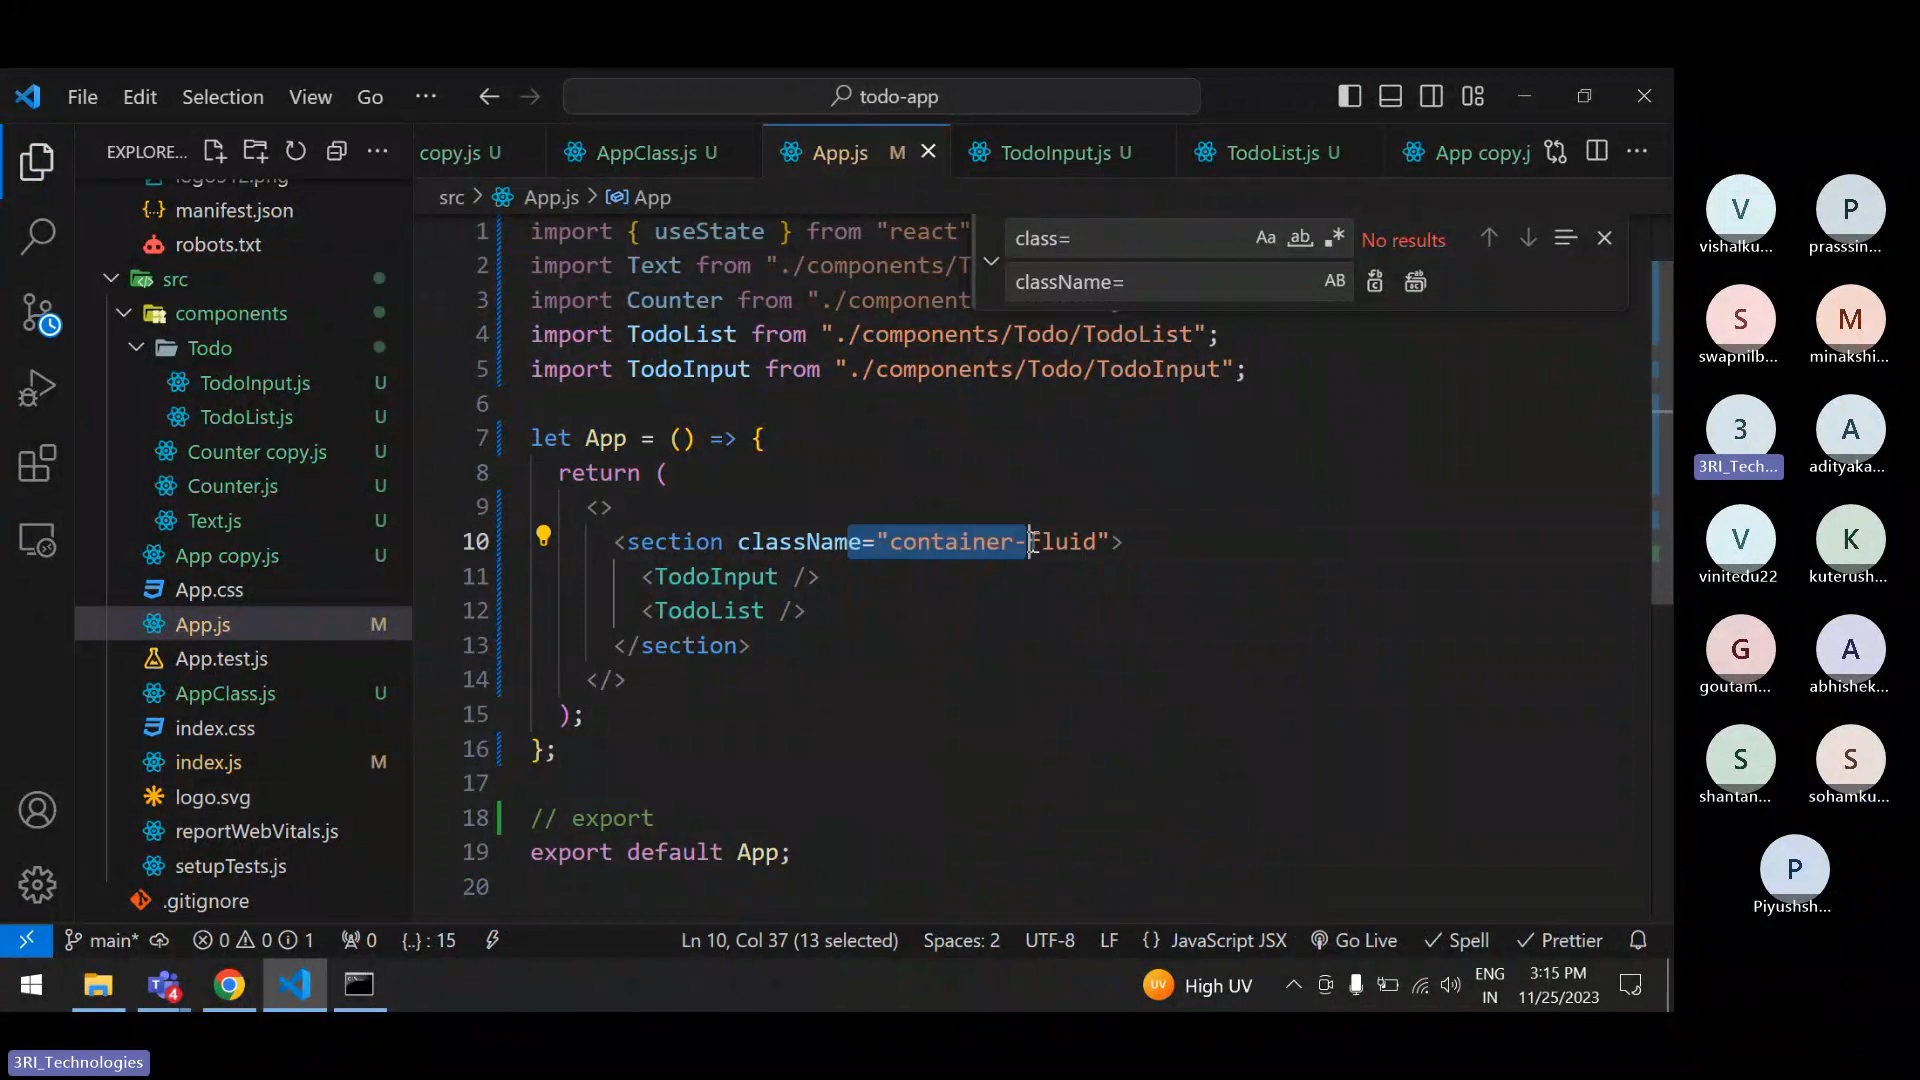 File Edit Selection View Go ··· todo-app
EXPLORE... copy.js U AppClass.js U App.js M TodoInput.js U TodoList.js U App copy.j
src > App.js > App
manifest.json
robots.txt
src
components
Todo
TodoInput.js U
TodoList.js U
Counter copy.js U
Counter.js U
Text.js U
App copy.js U
App.css
App.js M
App.test.js
AppClass.js U
index.css
index.js M
logo.svg
reportWebVitals.js
setupTests.js
.gitignore
class= Aa ab No results
className= AB
1 import { useState } from "react"
2 import Text from "./components/T
3 import Counter from "./component
4 import TodoList from "./components/Todo/TodoList";
5 import TodoInput from "./components/Todo/TodoInput";
6
7 let App = () => {
8 return (
9 <>
10 <section className="container-fluid">
11 <TodoInput />
12 <TodoList />
13 </section>
14 </>
15 );
16 };
17
18 // export
19 export default App;
20
main* 0 0 1 0 {..} : 15 Ln 10, Col 37 (13 selected) Spaces: 2 UTF-8 LF {} JavaScript JSX Go Live Spell Prettier
4 UV High UV ENG IN 3:15 PM 11/25/2023
V P
vishalku... prasssin...
S M
swapnilb... minakshi...
3 A
3RI_Tech... adityaka...
V K
vinitedu22 kuterush...
G A
goutam... abhishek...
S S
shantan... sohamku...
P
Piyushsh...
3RI_Technologies